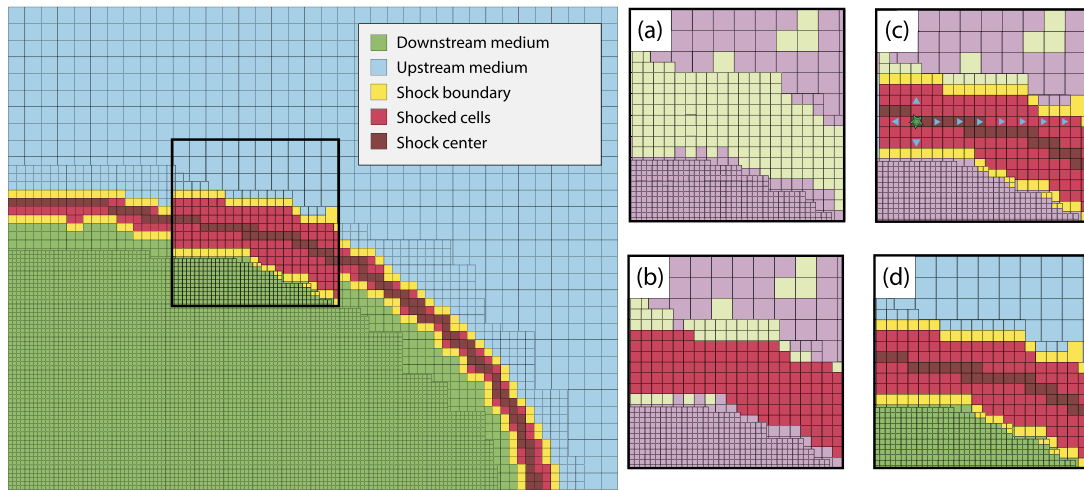 Downstream medium
Upstream medium
Shock boundary
Shocked cells
Shock center
(a)
(c)
(b)
(d)